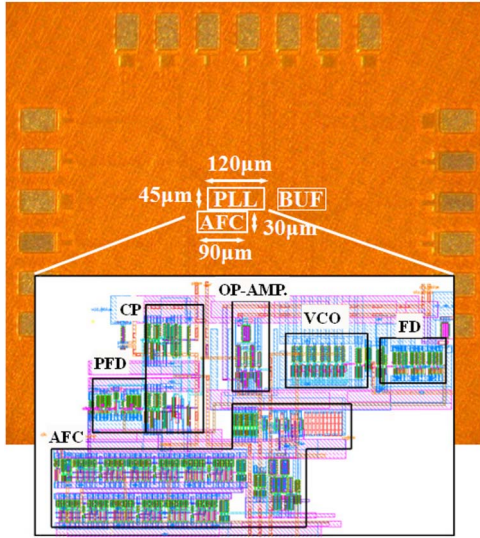 120μm
45μm
PLL
BUF
AFC
30μm
90μm
OP-AMP.
CP
VCO
FD
PFD
AFC